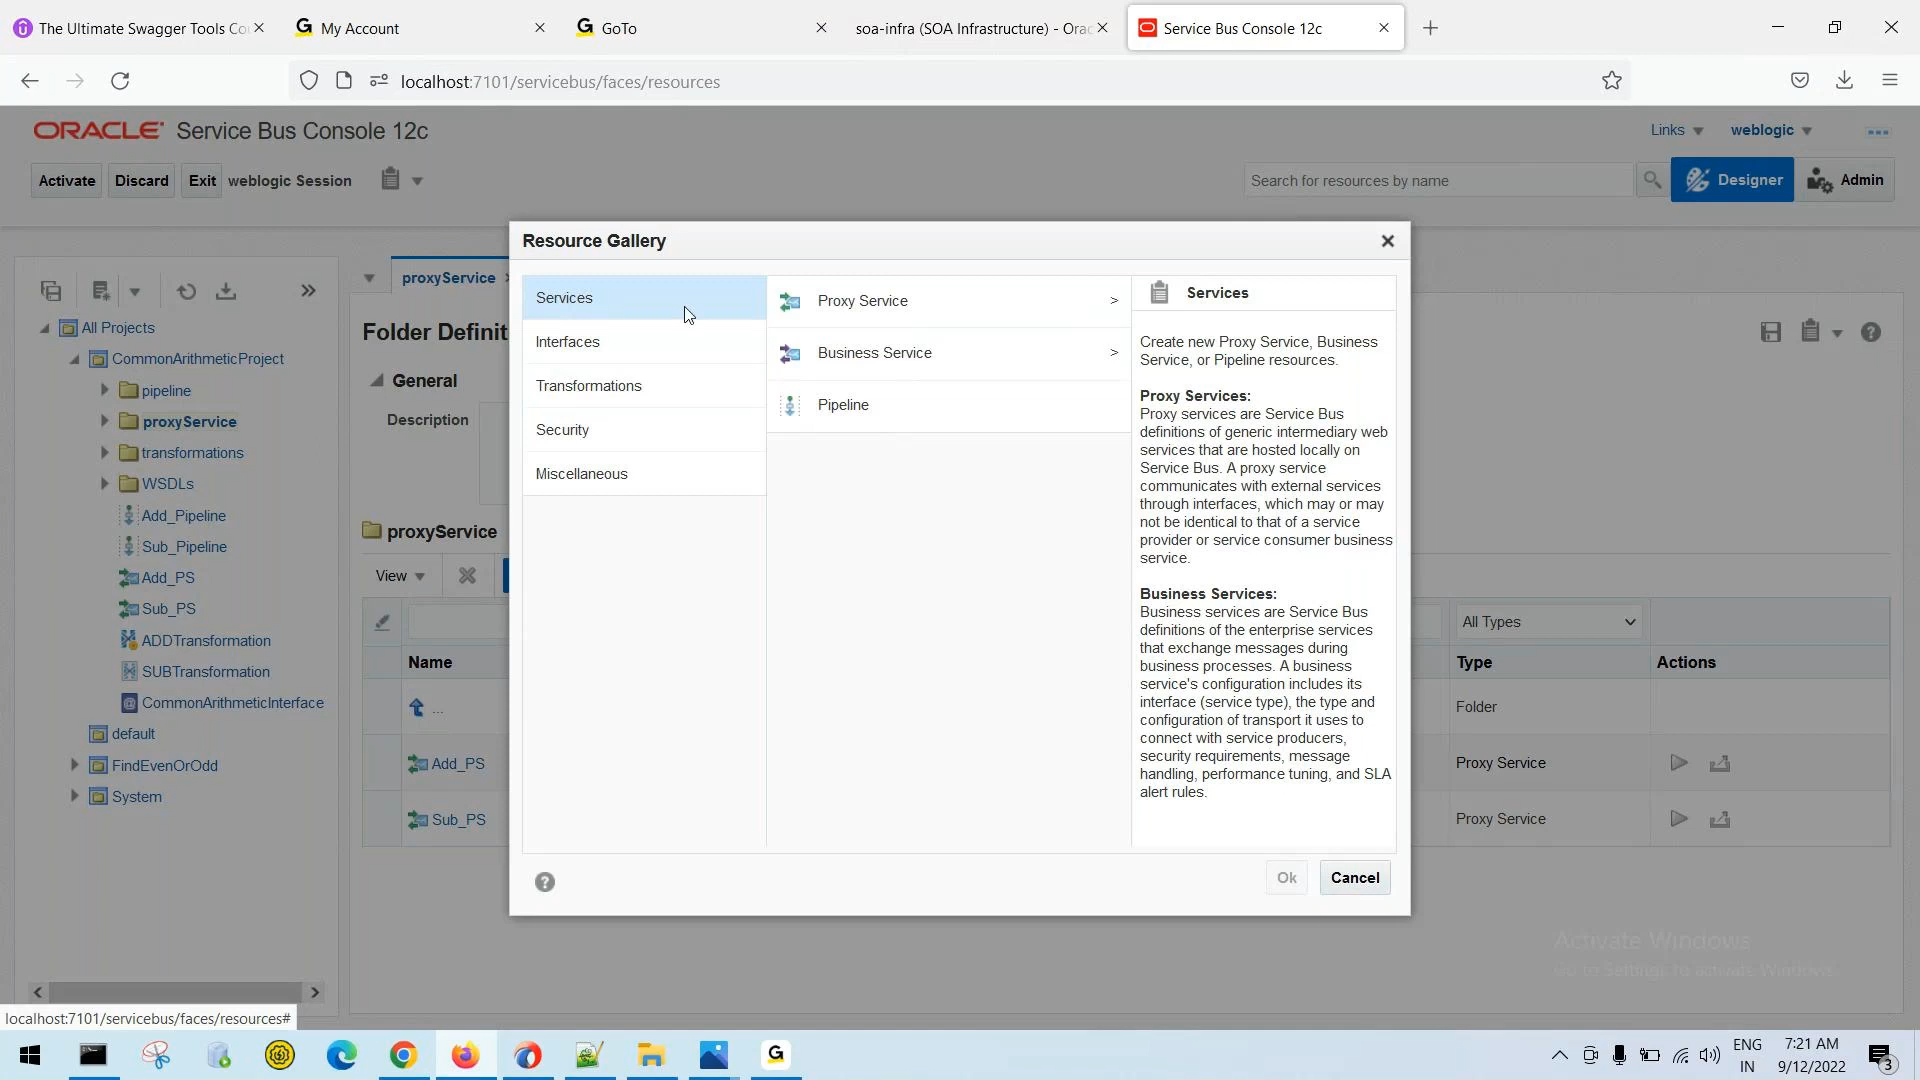 The Ultimate Swagger Tools Co
My Account
GoTo
soa-infra (SOA Infrastructure) - Orac
Service Bus Console 12c
localhost:7101/servicebus/faces/resources
ORACLE Service Bus Console 12c
Links
weblogic
Activate
Discard
Exit
weblogic Session
Search for resources by name
Designer
Admin
All Projects
CommonArithmeticProject
pipeline
proxyService
transformations
WSDLs
Add_Pipeline
Sub_Pipeline
Add_PS
Sub_PS
ADDTransformation
SUBTransformation
CommonArithmeticInterface
default
FindEvenOrOdd
System
proxyService
Folder Definit
General
Description
proxyService
View
Name
...
Add_PS
Sub_PS
All Types
Type
Actions
Folder
Proxy Service
Proxy Service
Resource Gallery
Services
Interfaces
Transformations
Security
Miscellaneous
Proxy Service >
Business Service >
Pipeline
Services
Create new Proxy Service, Business
Service, or Pipeline resources.
Proxy Services:
Proxy services are Service Bus
definitions of generic intermediary web
services that are hosted locally on
Service Bus. A proxy service
communicates with external services
through interfaces, which may or may
not be identical to that of a service
provider or service consumer business
service.
Business Services:
Business services are Service Bus
definitions of the enterprise services
that exchange messages during
business processes. A business
service's configuration includes its
interface (service type), the type and
configuration of transport it uses to
connect with service producers,
security requirements, message
handling, performance tuning, and SLA
alert rules.
Ok
Cancel
Activate Windows
Go to Settings to activate Windows.
localhost:7101/servicebus/faces/resources#
ENG
IN
7:21 AM
9/12/2022
3